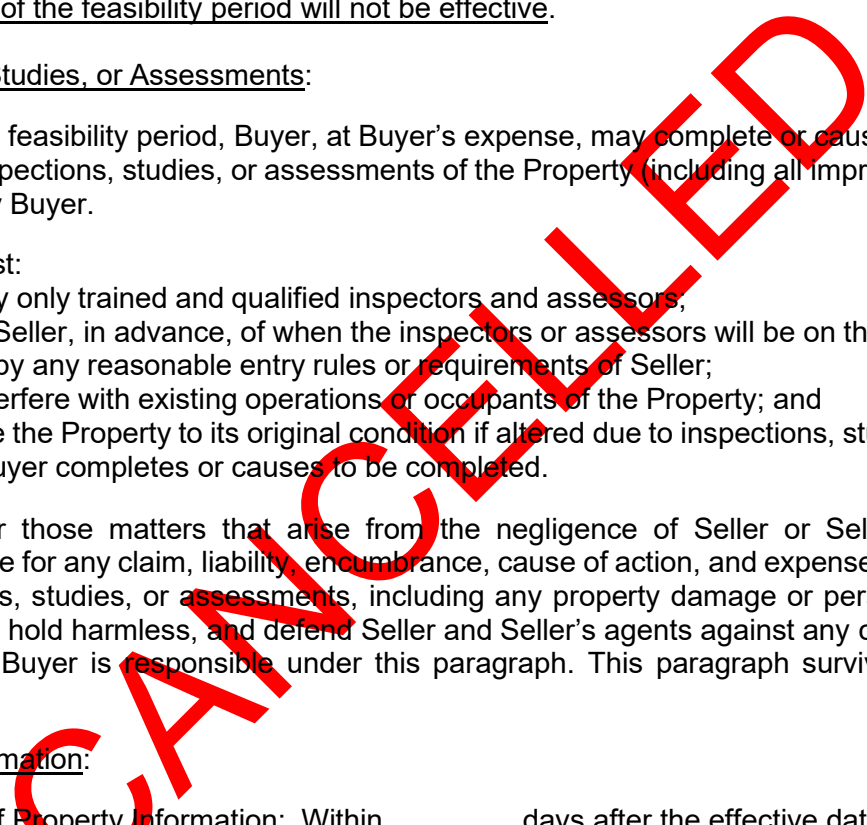 of the feasibility period will not be effective.
Studies, or Assessments:
feasibility period, Buyer, at Buyer’s expense, may complete or caus
pections, studies, or assessments of the Property (including all impr
y Buyer.
st:
y only trained and qualified inspectors and assessors;
Seller, in advance, of when the inspectors or assessors will be on th
by any reasonable entry rules or requirements of Seller;
erfere with existing operations or occupants of the Property; and
e the Property to its original condition if altered due to inspections, st
uyer completes or causes to be completed.
r those matters that arise from the negligence of Seller or Sel
e for any claim, liability, encumbrance, cause of action, and expense
s, studies, or assessments, including any property damage or per
hold harmless, and defend Seller and Seller’s agents against any c
Buyer is responsible under this paragraph. This paragraph surviv
mation:
f Property Information: Within ________ days after the effective dat
CANCELLED